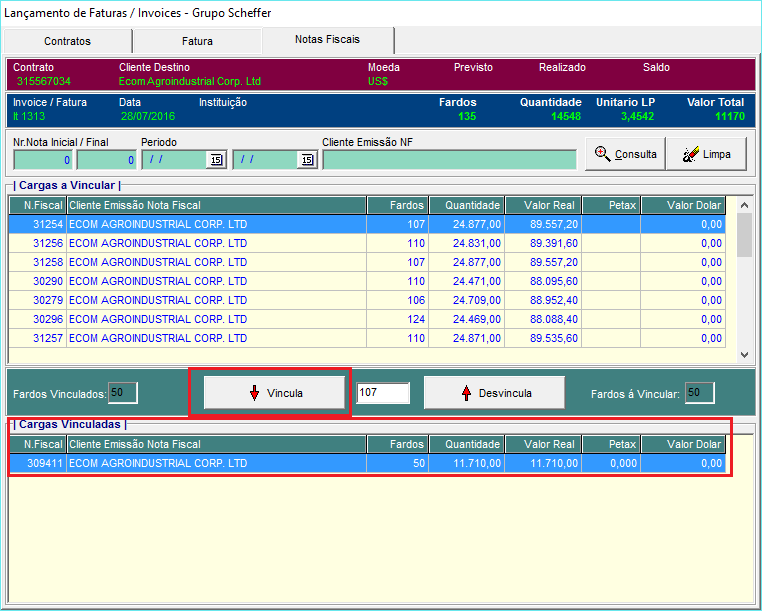 Lançamento de Faturas / Invoices - Grupo Scheffer
Contratos Fatura Notas Fiscais
Contrato Cliente Destino Moeda Previsto Realizado Saldo
315567034 Ecom Agroindustrial Corp. Ltd US$
Invoice / Fatura Data Instituição Fardos Quantidade Unitario LP Valor Total
lt 1313 28/07/2016 135 14548 3,4542 11170
Nr.Nota Inicial / Final Periodo Cliente Emissão NF
0 0 / / 15 / / 15 Consulta Limpa
| Cargas a Vincular |
N.Fiscal Cliente Emissão Nota Fiscal Fardos Quantidade Valor Real Petax Valor Dolar
31254 ECOM AGROINDUSTRIAL CORP. LTD 107 24.877,00 89.557,20 0,00
31256 ECOM AGROINDUSTRIAL CORP. LTD 110 24.831,00 89.391,60 0,00
31258 ECOM AGROINDUSTRIAL CORP. LTD 107 24.877,00 89.557,20 0,00
30290 ECOM AGROINDUSTRIAL CORP. LTD 110 24.471,00 88.095,60 0,00
30279 ECOM AGROINDUSTRIAL CORP. LTD 106 24.709,00 88.952,40 0,00
30296 ECOM AGROINDUSTRIAL CORP. LTD 124 24.469,00 88.088,40 0,00
31257 ECOM AGROINDUSTRIAL CORP. LTD 110 24.871,00 89.535,60 0,00
Fardos Vinculados: 50 Vincula 107 Desvincula Fardos á Vincular: 50
| Cargas Vinculadas |
N.Fiscal Cliente Emissão Nota Fiscal Fardos Quantidade Valor Real Petax Valor Dolar
309411 ECOM AGROINDUSTRIAL CORP. LTD 50 11.710,00 11.710,00 0,000 0,00